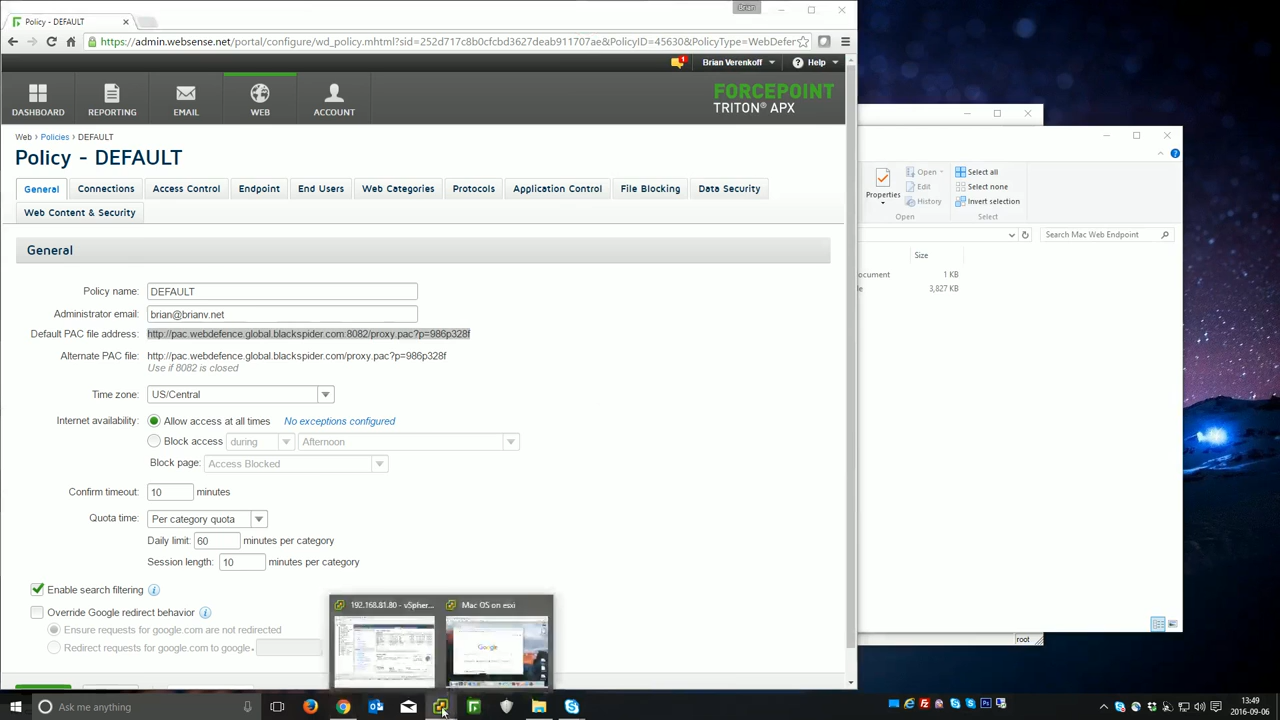 Policy - DEFAULT
Brian
https://admin.websense.net/portal/configure/wd_policy.mhtml?sid=252d717c8b0cfcbd3627deab911707ae&PolicyID=45630&PolicyType=WebDefer
1
Brian Verenkoff
Help
DASHBOARD
REPORTING
EMAIL
WEB
ACCOUNT
FORCEPOINT
TRITON® APX
Web › Policies › DEFAULT
Policy - DEFAULT
General
Connections
Access Control
Endpoint
End Users
Web Categories
Protocols
Application Control
File Blocking
Data Security
Web Content & Security
General
Policy name: DEFAULT
Administrator email: brian@brianv.net
Default PAC file address: http://pac.webdefence.global.blackspider.com:8082/proxy.pac?p=986p328f
Alternate PAC file: http://pac.webdefence.global.blackspider.com/proxy.pac?p=986p328f
Use if 8082 is closed
Time zone: US/Central
Internet availability: Allow access at all times No exceptions configured
Block access during Afternoon
Block page: Access Blocked
Confirm timeout: 10 minutes
Quota time: Per category quota
Daily limit: 60 minutes per category
Session length: 10 minutes per category
Enable search filtering
Override Google redirect behavior
Ensure requests for google.com are not redirected
Redirect requests for google.com to google.
Properties
Open
Edit
History
Open
Select all
Select none
Invert selection
Select
Search Mac Web Endpoint
Size
ocument 1 KB
le 3,827 KB
root
192.168.81.80 - vSpher...
Mac OS on esxi
Google
Ask me anything
13:49
2016-09-06